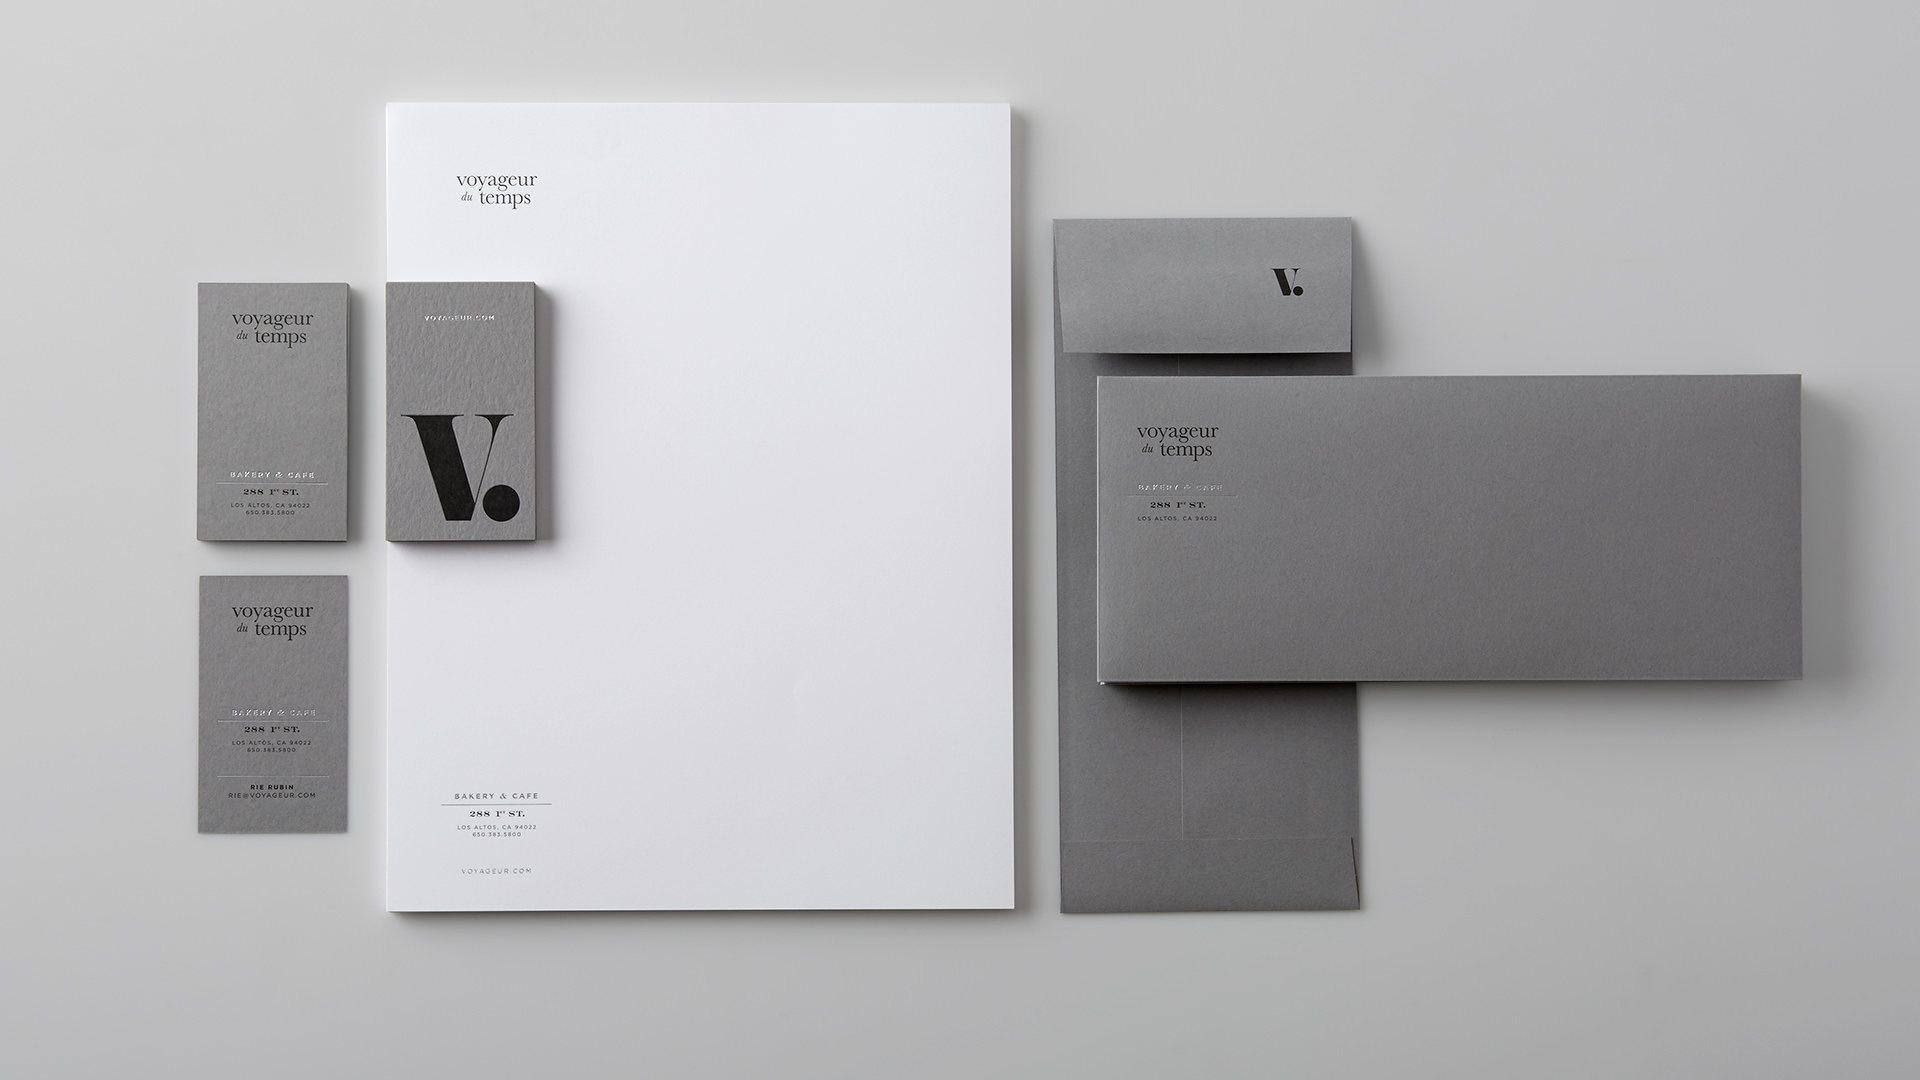 voyageur
du temps
BAKERY & CAFE
288 1ST ST.
LOS ALTOS, CA 94022
650.383.5800
voyageur
du temps
BAKERY & CAFE
288 1ST ST.
LOS ALTOS, CA 94022
650.383.5800
RIE RUBIN
RIE@VOYAGEUR.COM
voyageur
du temps
VOYAGEUR.COM
V.
BAKERY & CAFE
288 1ST ST.
LOS ALTOS, CA 94022
650.383.5800
VOYAGEUR.COM
V.
voyageur
du temps
BAKERY & CAFE
288 1ST ST.
LOS ALTOS, CA 94022